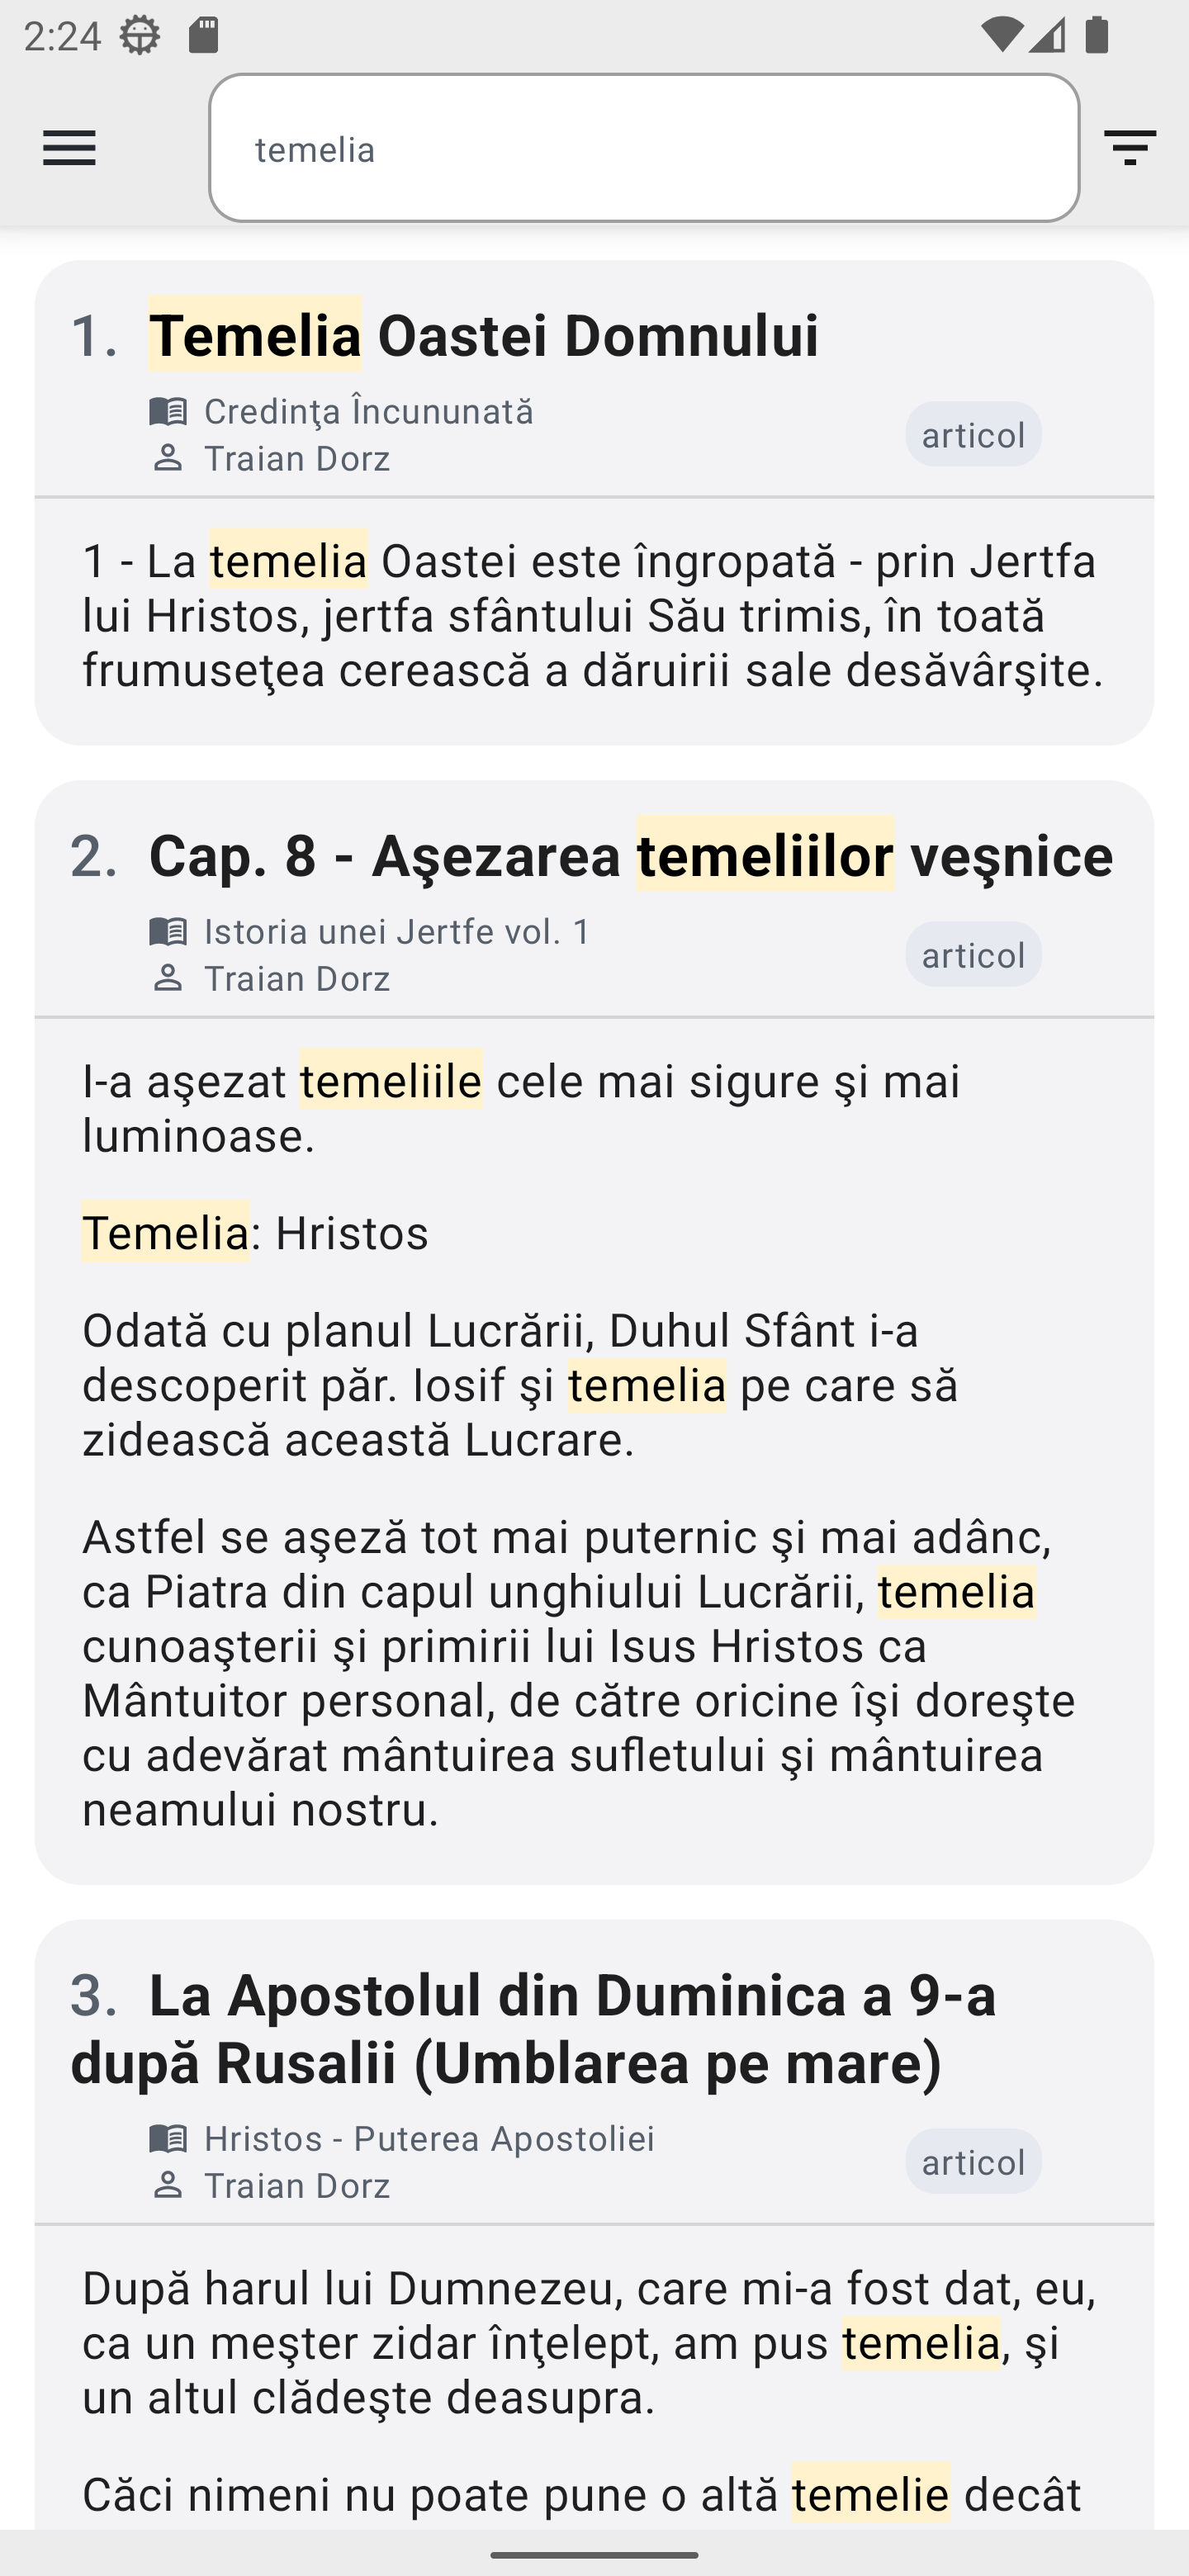 2:24
temelia
1. Temelia Oastei Domnului
Credinţa Încununată
Traian Dorz
articol
1 - La temelia Oastei este îngropată - prin Jertfa
lui Hristos, jertfa sfântului Său trimis, în toată
frumuseţea cerească a dăruirii sale desăvârşite.
2. Cap. 8 - Aşezarea temeliilor veşnice
Istoria unei Jertfe vol. 1
Traian Dorz
articol
I-a aşezat temeliile cele mai sigure şi mai
luminoase.
Temelia: Hristos
Odată cu planul Lucrării, Duhul Sfânt i-a
descoperit păr. Iosif şi temelia pe care să
zidească această Lucrare.
Astfel se aşeză tot mai puternic şi mai adânc,
ca Piatra din capul unghiului Lucrării, temelia
cunoaşterii şi primirii lui Isus Hristos ca
Mântuitor personal, de către oricine îşi doreşte
cu adevărat mântuirea sufletului şi mântuirea
neamului nostru.
3. La Apostolul din Duminica a 9-a
după Rusalii (Umblarea pe mare)
Hristos - Puterea Apostoliei
Traian Dorz
articol
După harul lui Dumnezeu, care mi-a fost dat, eu,
ca un meşter zidar înţelept, am pus temelia, şi
un altul clădeşte deasupra.
Căci nimeni nu poate pune o altă temelie decât